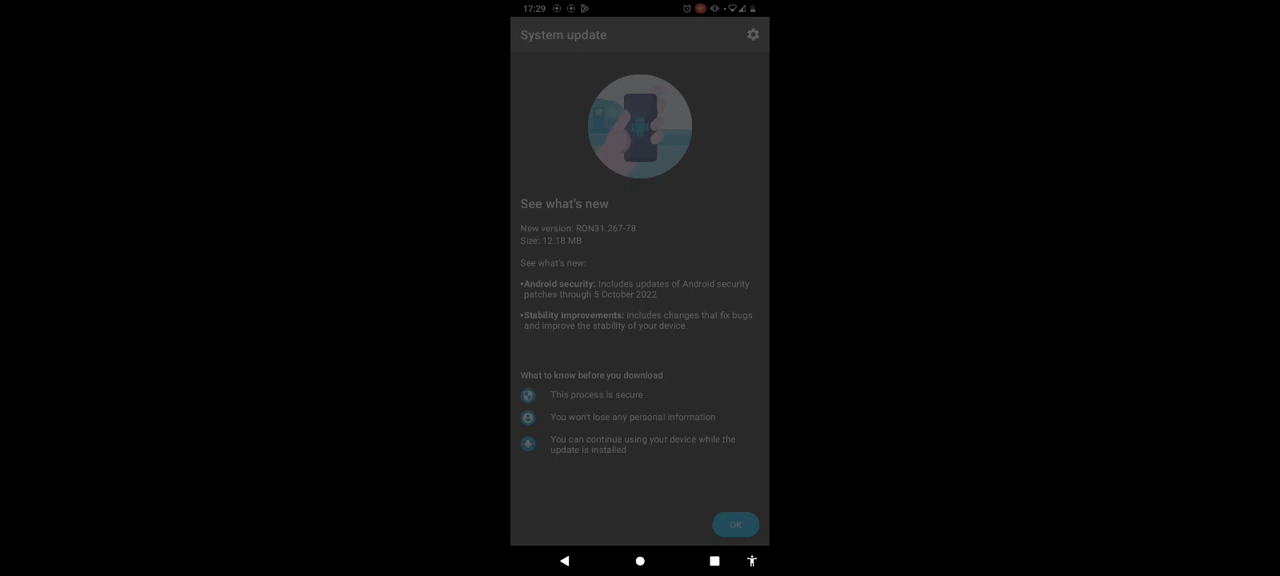 17:29
System update
See what's new
New version: RON31.267-78
Size: 12.18 MB
See what's new:
•Android security: Includes updates of Android security
patches through 5 October 2022
•Stability improvements: Includes changes that fix bugs
and improve the stability of your device.
What to know before you download
This process is secure
You won't lose any personal information
You can continue using your device while the
update is installed
OK